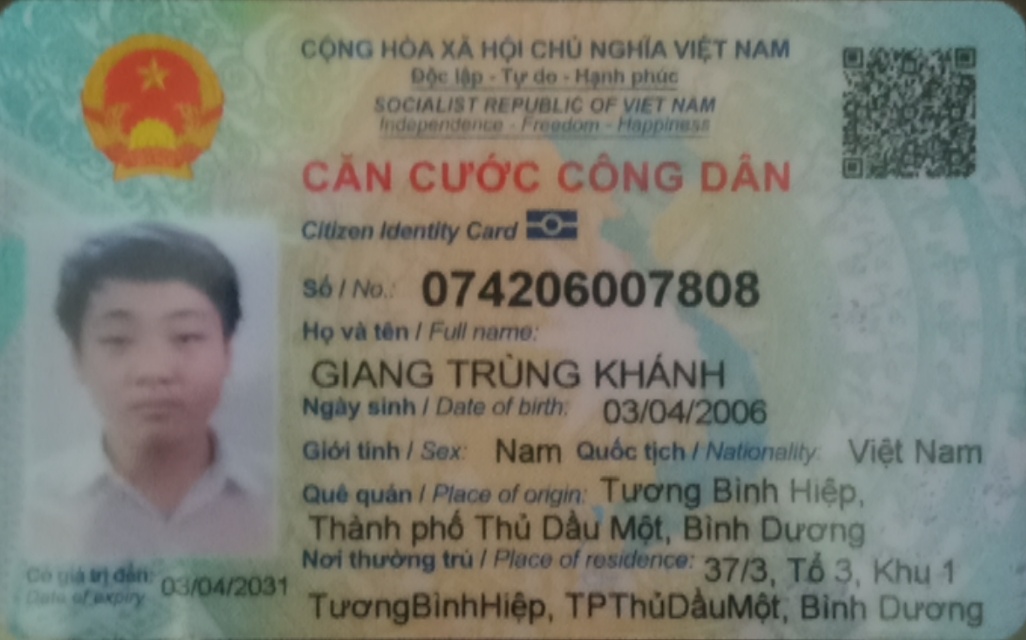 CỘNG HÒA XÃ HỘI CHỦ NGHĨA VIỆT NAM
Độc lập - Tự do - Hạnh phúc
SOCIALIST REPUBLIC OF VIET NAM
Independence - Freedom - Happiness
CĂN CƯỚC CÔNG DÂN
Citizen Identity Card
Số / No.: 074206007808
Họ và tên / Full name:
GIANG TRÙNG KHÁNH
Ngày sinh / Date of birth: 03/04/2006
Giới tính / Sex: Nam Quốc tịch / Nationality: Việt Nam
Quê quán / Place of origin: Tương Bình Hiệp,
Thành phố Thủ Dầu Một, Bình Dương
Nơi thường trú / Place of residence: 37/3, Tổ 3, Khu 1
TươngBìnhHiệp, TPThủDầuMột, Bình Dương
Có giá trị đến: 03/04/2031
Date of expiry